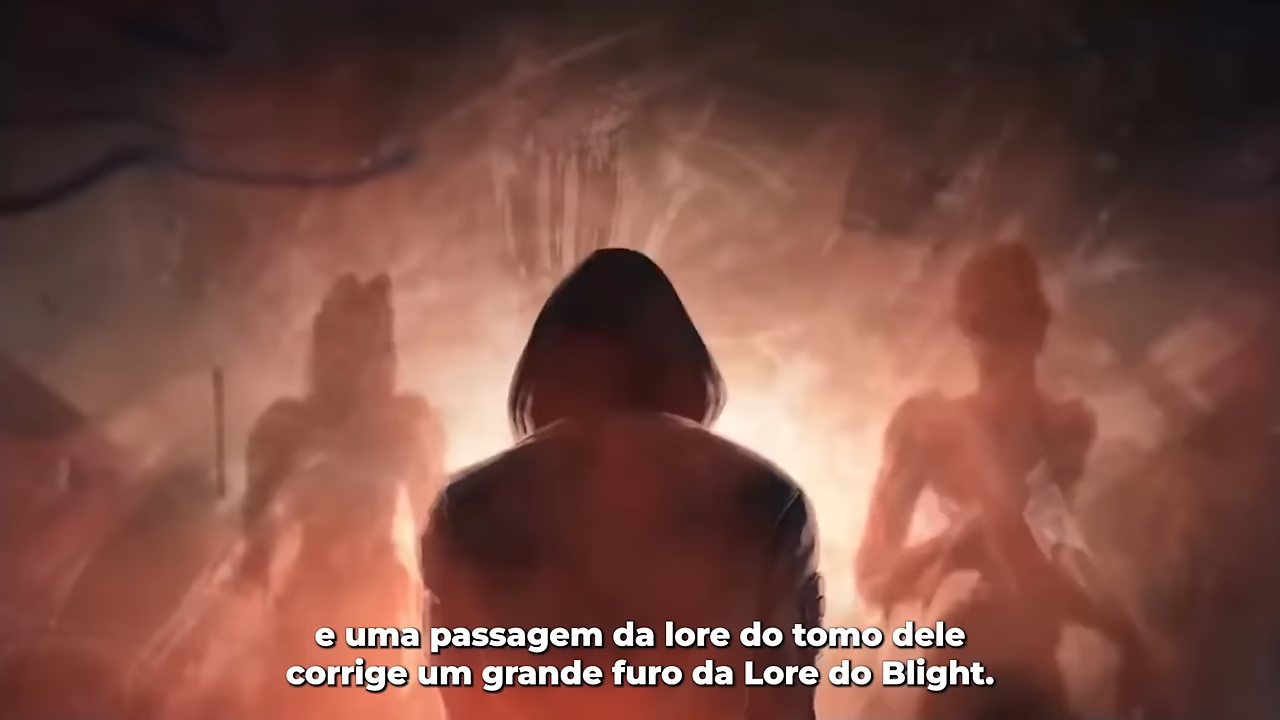 e uma passagem da lore do tomo dele
corrige um grande furo da Lore do Blight.